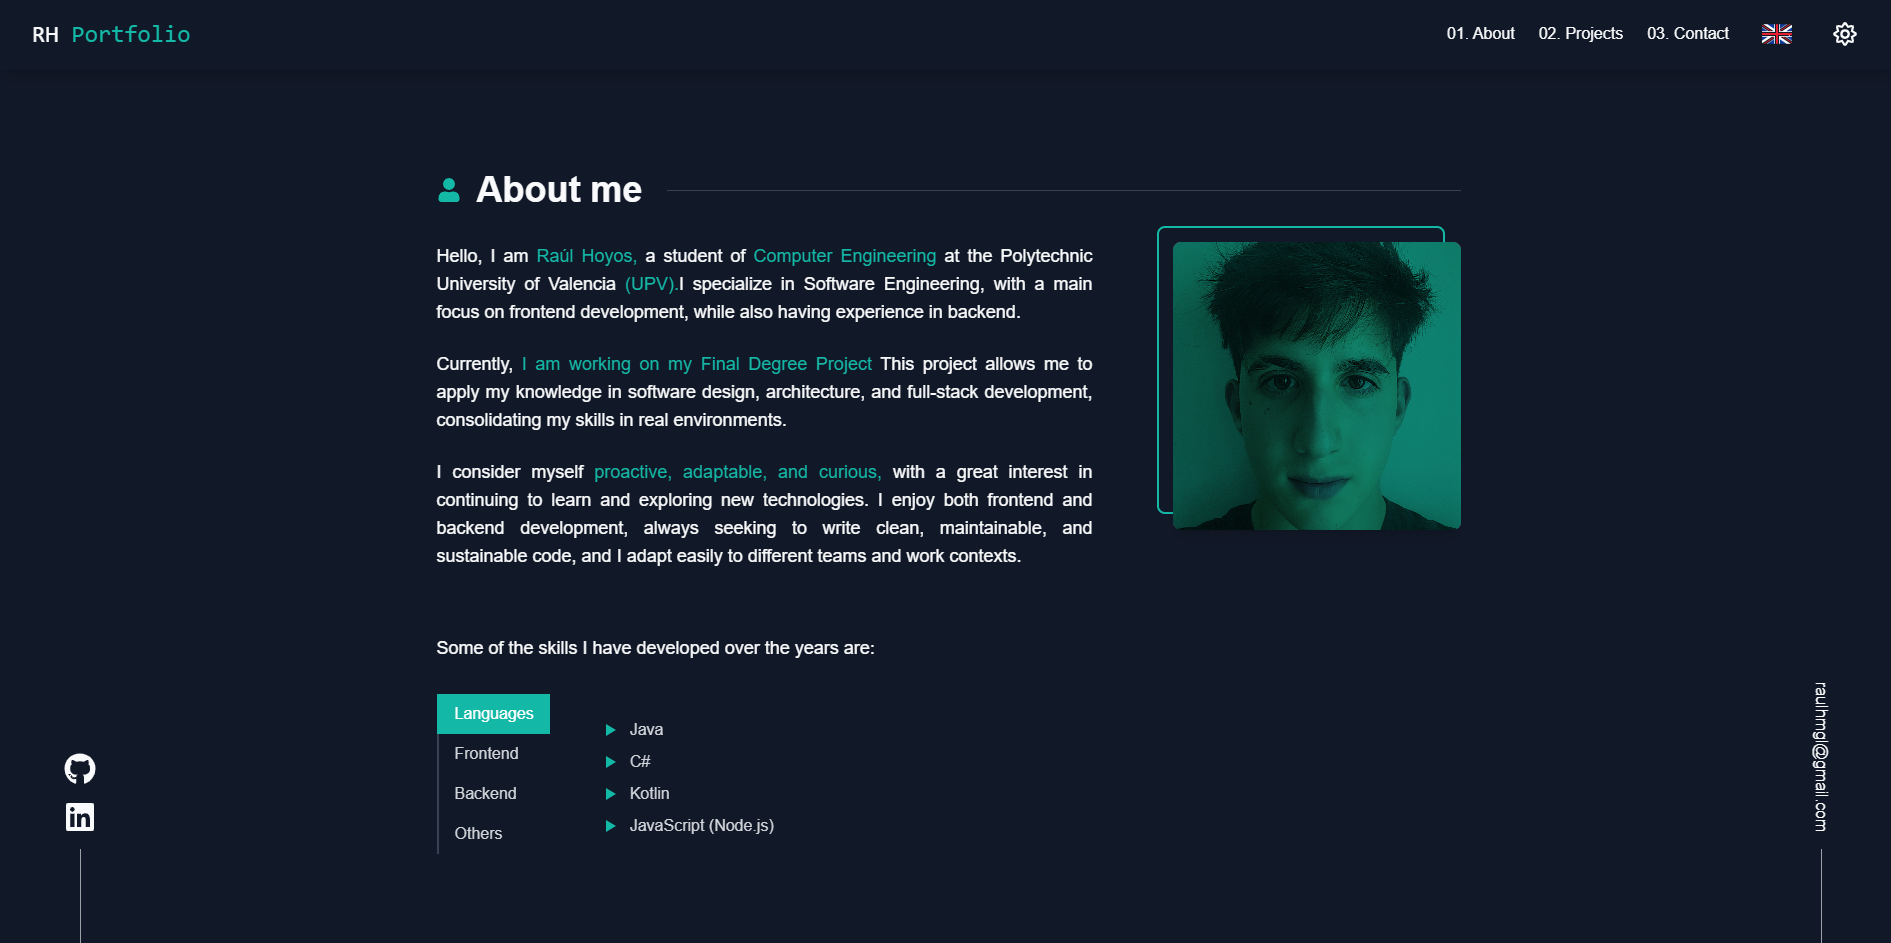 RH Portfolio
01. About 02. Projects 03. Contact
About me
Hello, I am Raúl Hoyos, a student of Computer Engineering at the Polytechnic
University of Valencia (UPV).I specialize in Software Engineering, with a main
focus on frontend development, while also having experience in backend.
Currently, I am working on my Final Degree Project This project allows me to
apply my knowledge in software design, architecture, and full-stack development,
consolidating my skills in real environments.
I consider myself proactive, adaptable, and curious, with a great interest in
continuing to learn and exploring new technologies. I enjoy both frontend and
backend development, always seeking to write clean, maintainable, and
sustainable code, and I adapt easily to different teams and work contexts.
Some of the skills I have developed over the years are:
Languages
Frontend
Backend
Others
Java
C#
Kotlin
JavaScript (Node.js)
in
raulhmgl@gmail.com